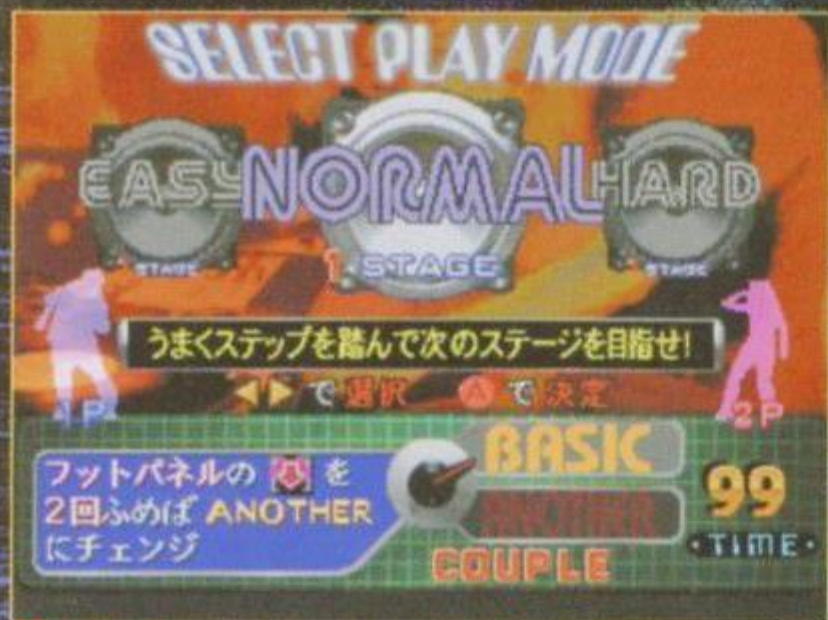 SELECT PLAY MODE
EASY NORMAL HARD
STAGE 1 STAGE STAGE
うまくステップを踏んで次のステージを目指せ!
◀▶で選択 Ⓐで決定
1P 2P
BASIC
フットパネルの を
2回ふめば ANOTHER
にチェンジ
ANOTHER
COUPLE
99
TIME